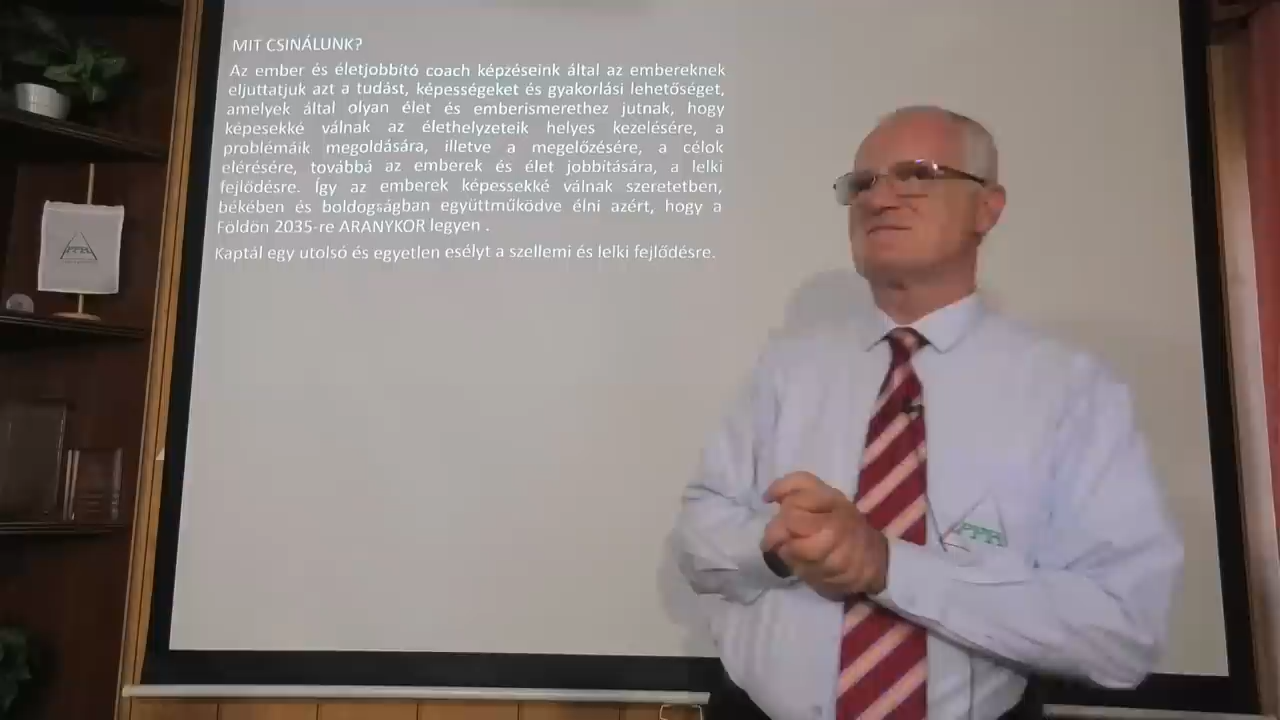 MIT CSINÁLUNK?
Az ember és életjobbító coach képzéseink által az embereknek
eljuttatjuk azt a tudást, képességeket és gyakorlási lehetőséget,
amelyek által olyan élet és emberismerethez jutnak, hogy
képesekké válnak az élethelyzeteik helyes kezelésére, a
problémáik megoldására, illetve a megelőzésére, a célok
elérésére, továbbá az emberek és élet jobbítására, a lelki
fejlődésre. Így az emberek képessekké válnak szeretetben,
békében és boldogságban együttműködve élni azért, hogy a
Földön 2035-re ARANYKOR legyen .
Kaptál egy utolsó és egyetlen esélyt a szellemi és lelki fejlődésre.